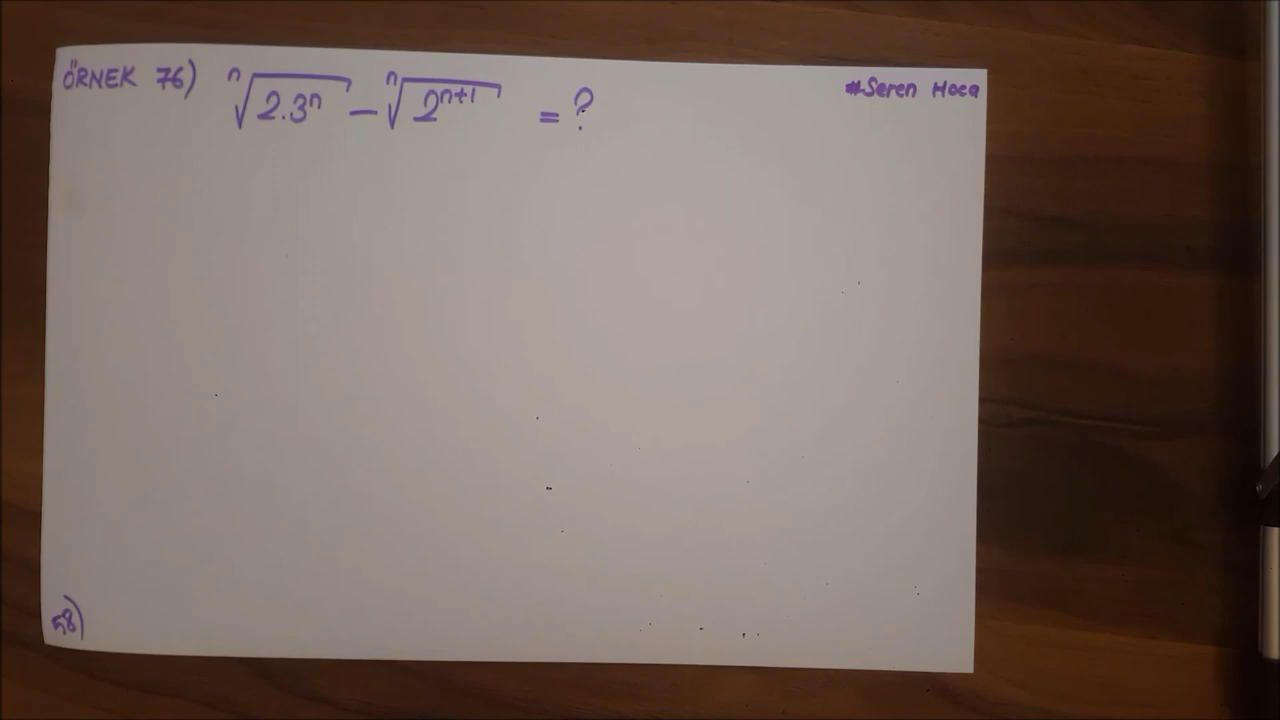 ÖRNEK 76) ⁿ√(2.3ⁿ) - ⁿ√(2ⁿ⁺¹) = ?
#Seren Hoca
58)